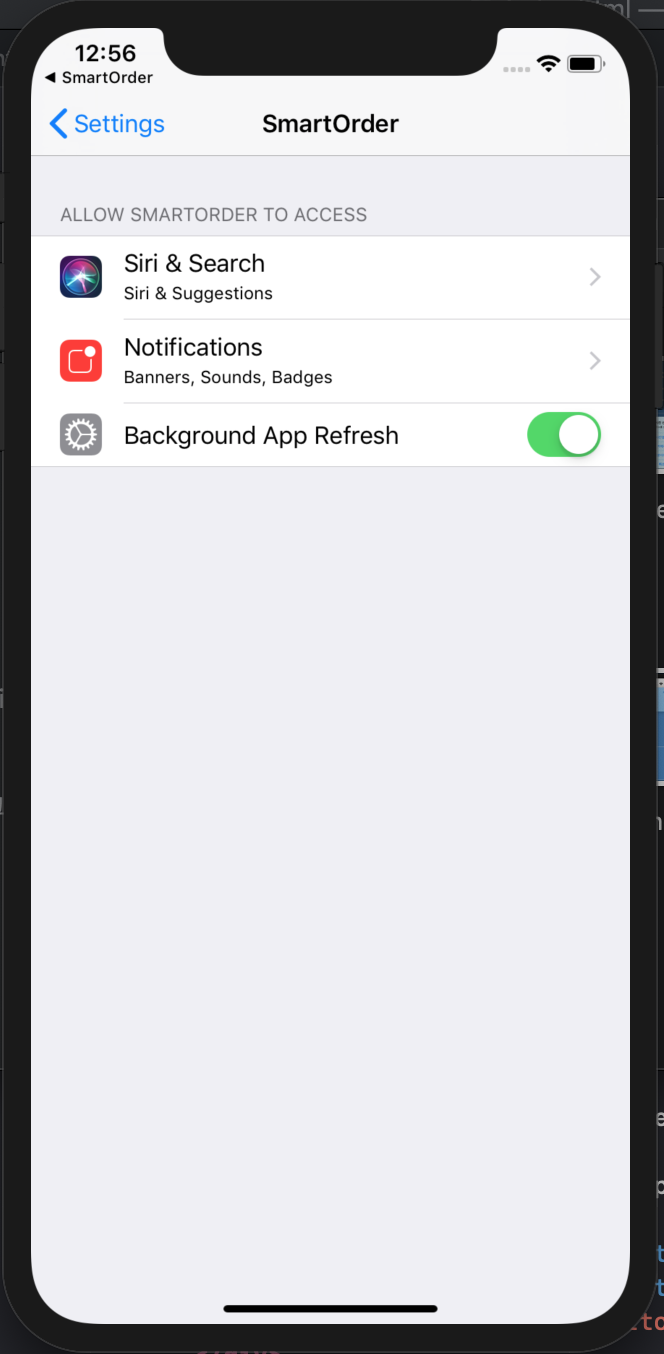 12:56
◀ SmartOrder
Settings
SmartOrder
ALLOW SMARTORDER TO ACCESS
Siri & Search
Siri & Suggestions
Notifications
Banners, Sounds, Badges
Background App Refresh